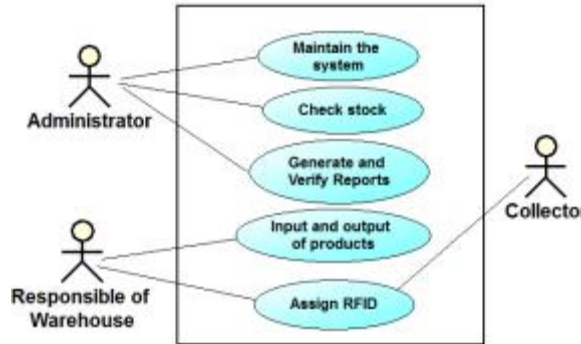 Maintain the
system
Administrator
Check stock
Generate and
Verify Reports
Collector
Input and output
of products
Responsible of
Warehouse
Assign RFID